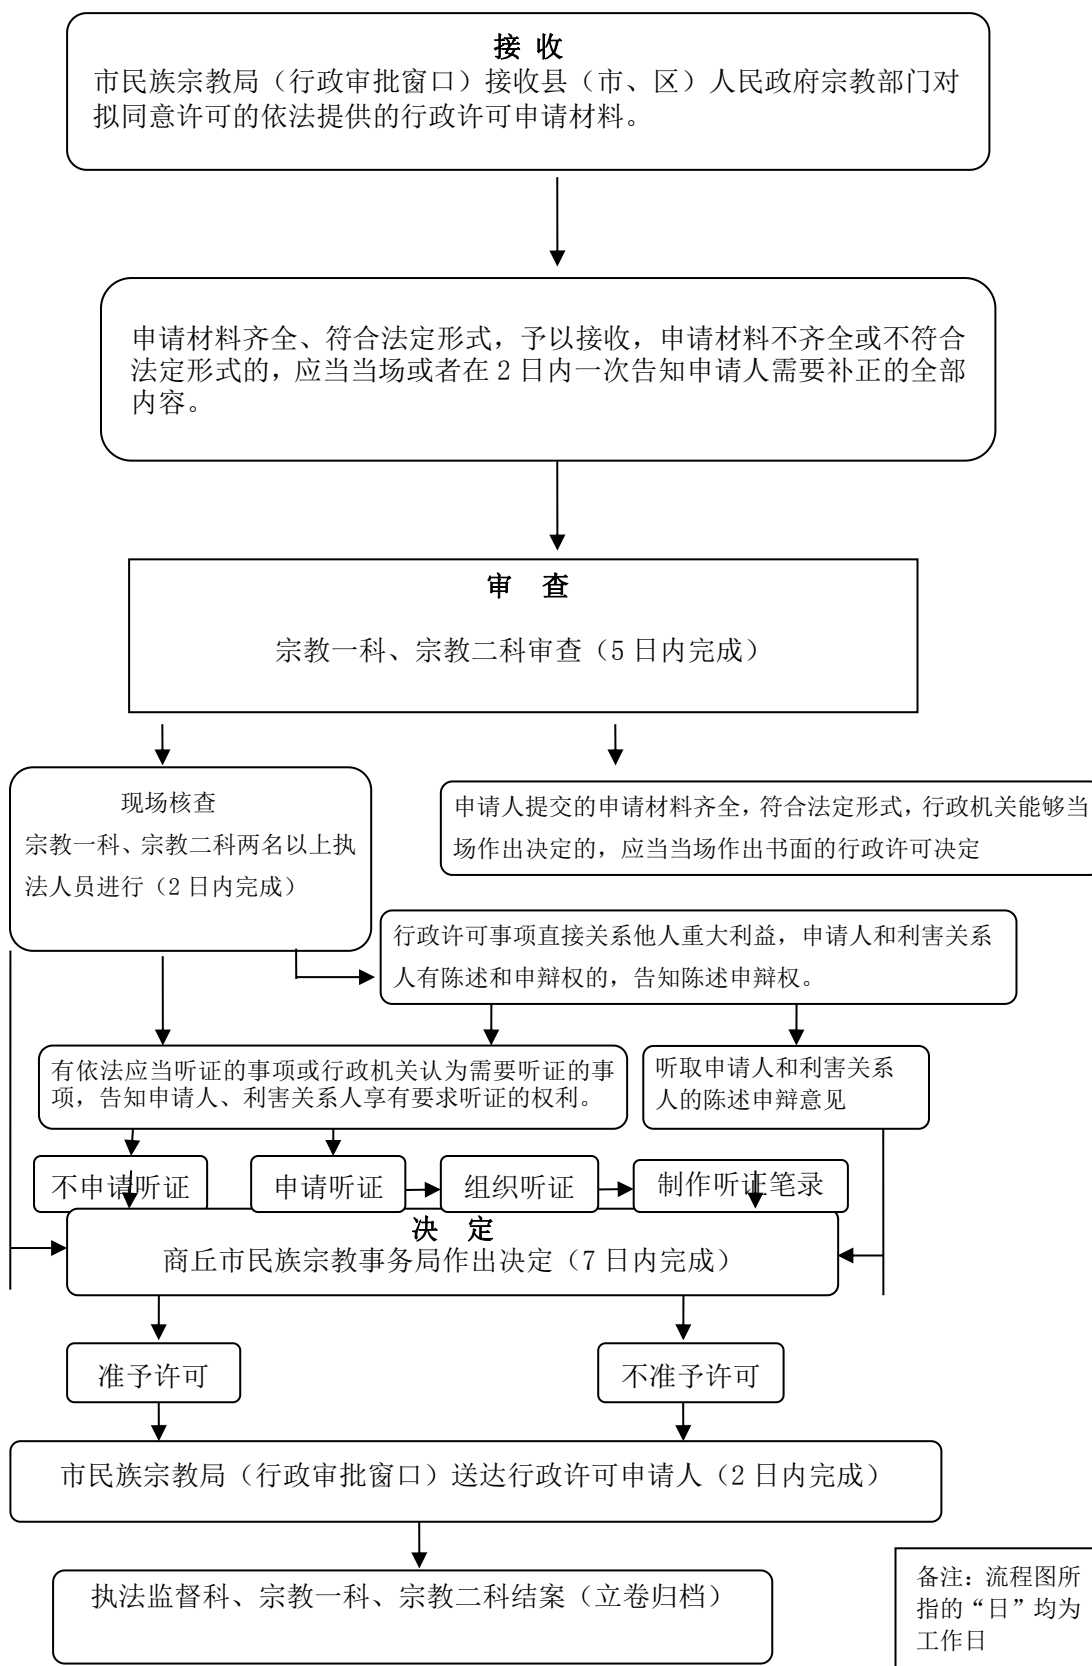 接 收
市民族宗教局（行政审批窗口）接收县（市、区）人民政府宗教部门对
拟同意许可的依法提供的行政许可申请材料。
申请材料齐全、符合法定形式，予以接收，申请材料不齐全或不符合
法定形式的，应当当场或者在 2 日内一次告知申请人需要补正的全部
内容。
审 查
宗教一科、宗教二科审查（5 日内完成）
现场核查
宗教一科、宗教二科两名以上执
法人员进行（2 日内完成）
申请人提交的申请材料齐全，符合法定形式，行政机关能够当
场作出决定的，应当当场作出书面的行政许可决定
行政许可事项直接关系他人重大利益，申请人和利害关系
人有陈述和申辩权的，告知陈述申辩权。
有依法应当听证的事项或行政机关认为需要听证的事
项，告知申请人、利害关系人享有要求听证的权利。
听取申请人和利害关系
人的陈述申辩意见
不申请听证
申请听证
组织听证
制作听证笔录
决 定
商丘市民族宗教事务局作出决定（7 日内完成）
准予许可
不准予许可
市民族宗教局（行政审批窗口）送达行政许可申请人（2 日内完成）
执法监督科、宗教一科、宗教二科结案（立卷归档）
备注：流程图所
指的“日”均为
工作日